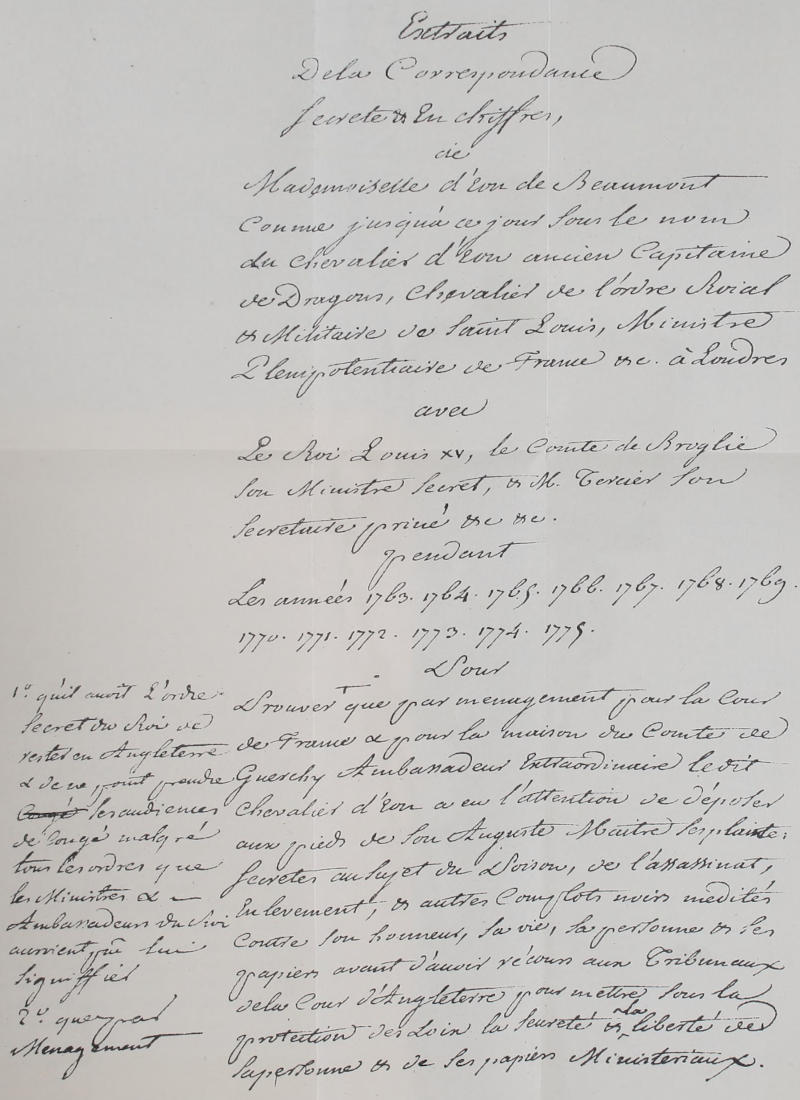 Extraits
De la Correspondance
Secrete & En chiffres,
de
Mademoiselle d'Eon de Beaumont
Connue jusqu'à ce jour sous le nom
du Chevalier d'Eon ancien Capitaine
de Dragons, Chevalier de l'ordre Roial
& Militaire de Saint Louis, Ministre
Plenipotentiaire de France &c. à Londres
avec
Le Roi Louis XV, le Comte de Broglie
son Ministre Secret, & M. Tercier son
Secretaire privé &c &c.
pendant
Les années 1763. 1764. 1765. 1766. 1767. 1768. 1769.
1770. 1771. 1772. 1773. 1774. 1775.
Pour
Prouver que par menagement pour la Cour
de France & pour la maison du Comte de
Guerchy Ambassadeur Extraordinaire ledit
Chevalier d'Eon a eu l'attention de déposer
aux pieds de son Auguste Maitre ses plaintes
secretes au sujet du Poison, de l'assassinat,
Enlevement, & autres Complots noirs medités
Contre son honneur, sa vie, sa personne & ses
papiers avant d'avoir récours aux Tribunaux
de la Cour d'Angleterre pour mettre sous la
protection des Loix la seureté & la liberté de
sa personne & de ses papiers Ministeriaux.
1° qu'il avoit L'ordre
secret du Roi de
rester en Angleterre
& de ne point prendre
Congé ses audiences
de Congé malgré
tous les ordres que
les Ministres &
Ambassadeurs du Roi
auroient pû lui
signiffier
2° que par
Menagement